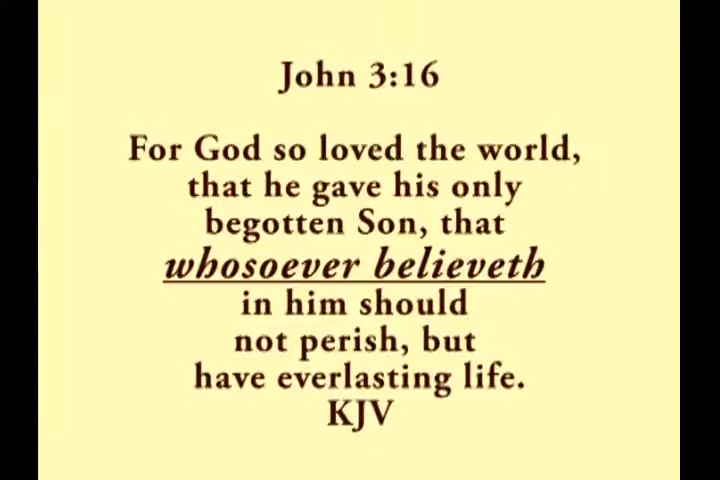 John 3:16
For God so loved the world,
that he gave his only
begotten Son, that
whosoever believeth
in him should
not perish, but
have everlasting life.
KJV